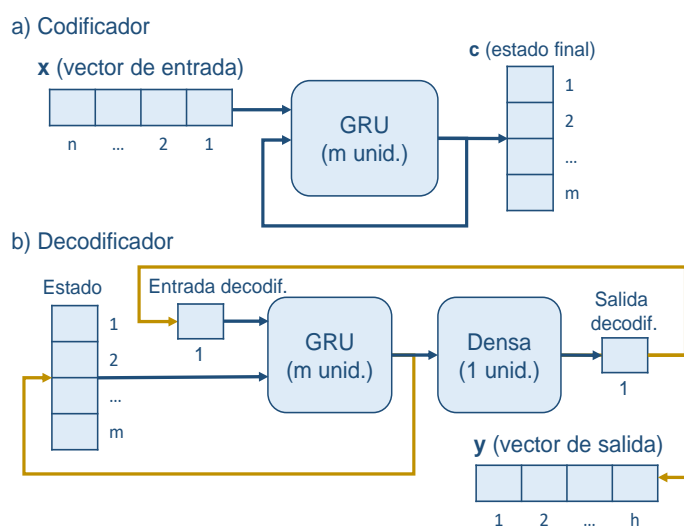 a) Codificador
x (vector de entrada)
c (estado final)
n ... 2 1
GRU
(m unid.)
1
2
...
m
b) Decodificador
Estado
1
2
...
m
Entrada decodif.
1
GRU
(m unid.)
Densa
(1 unid.)
Salida
decodif.
1
y (vector de salida)
1 2 ... h